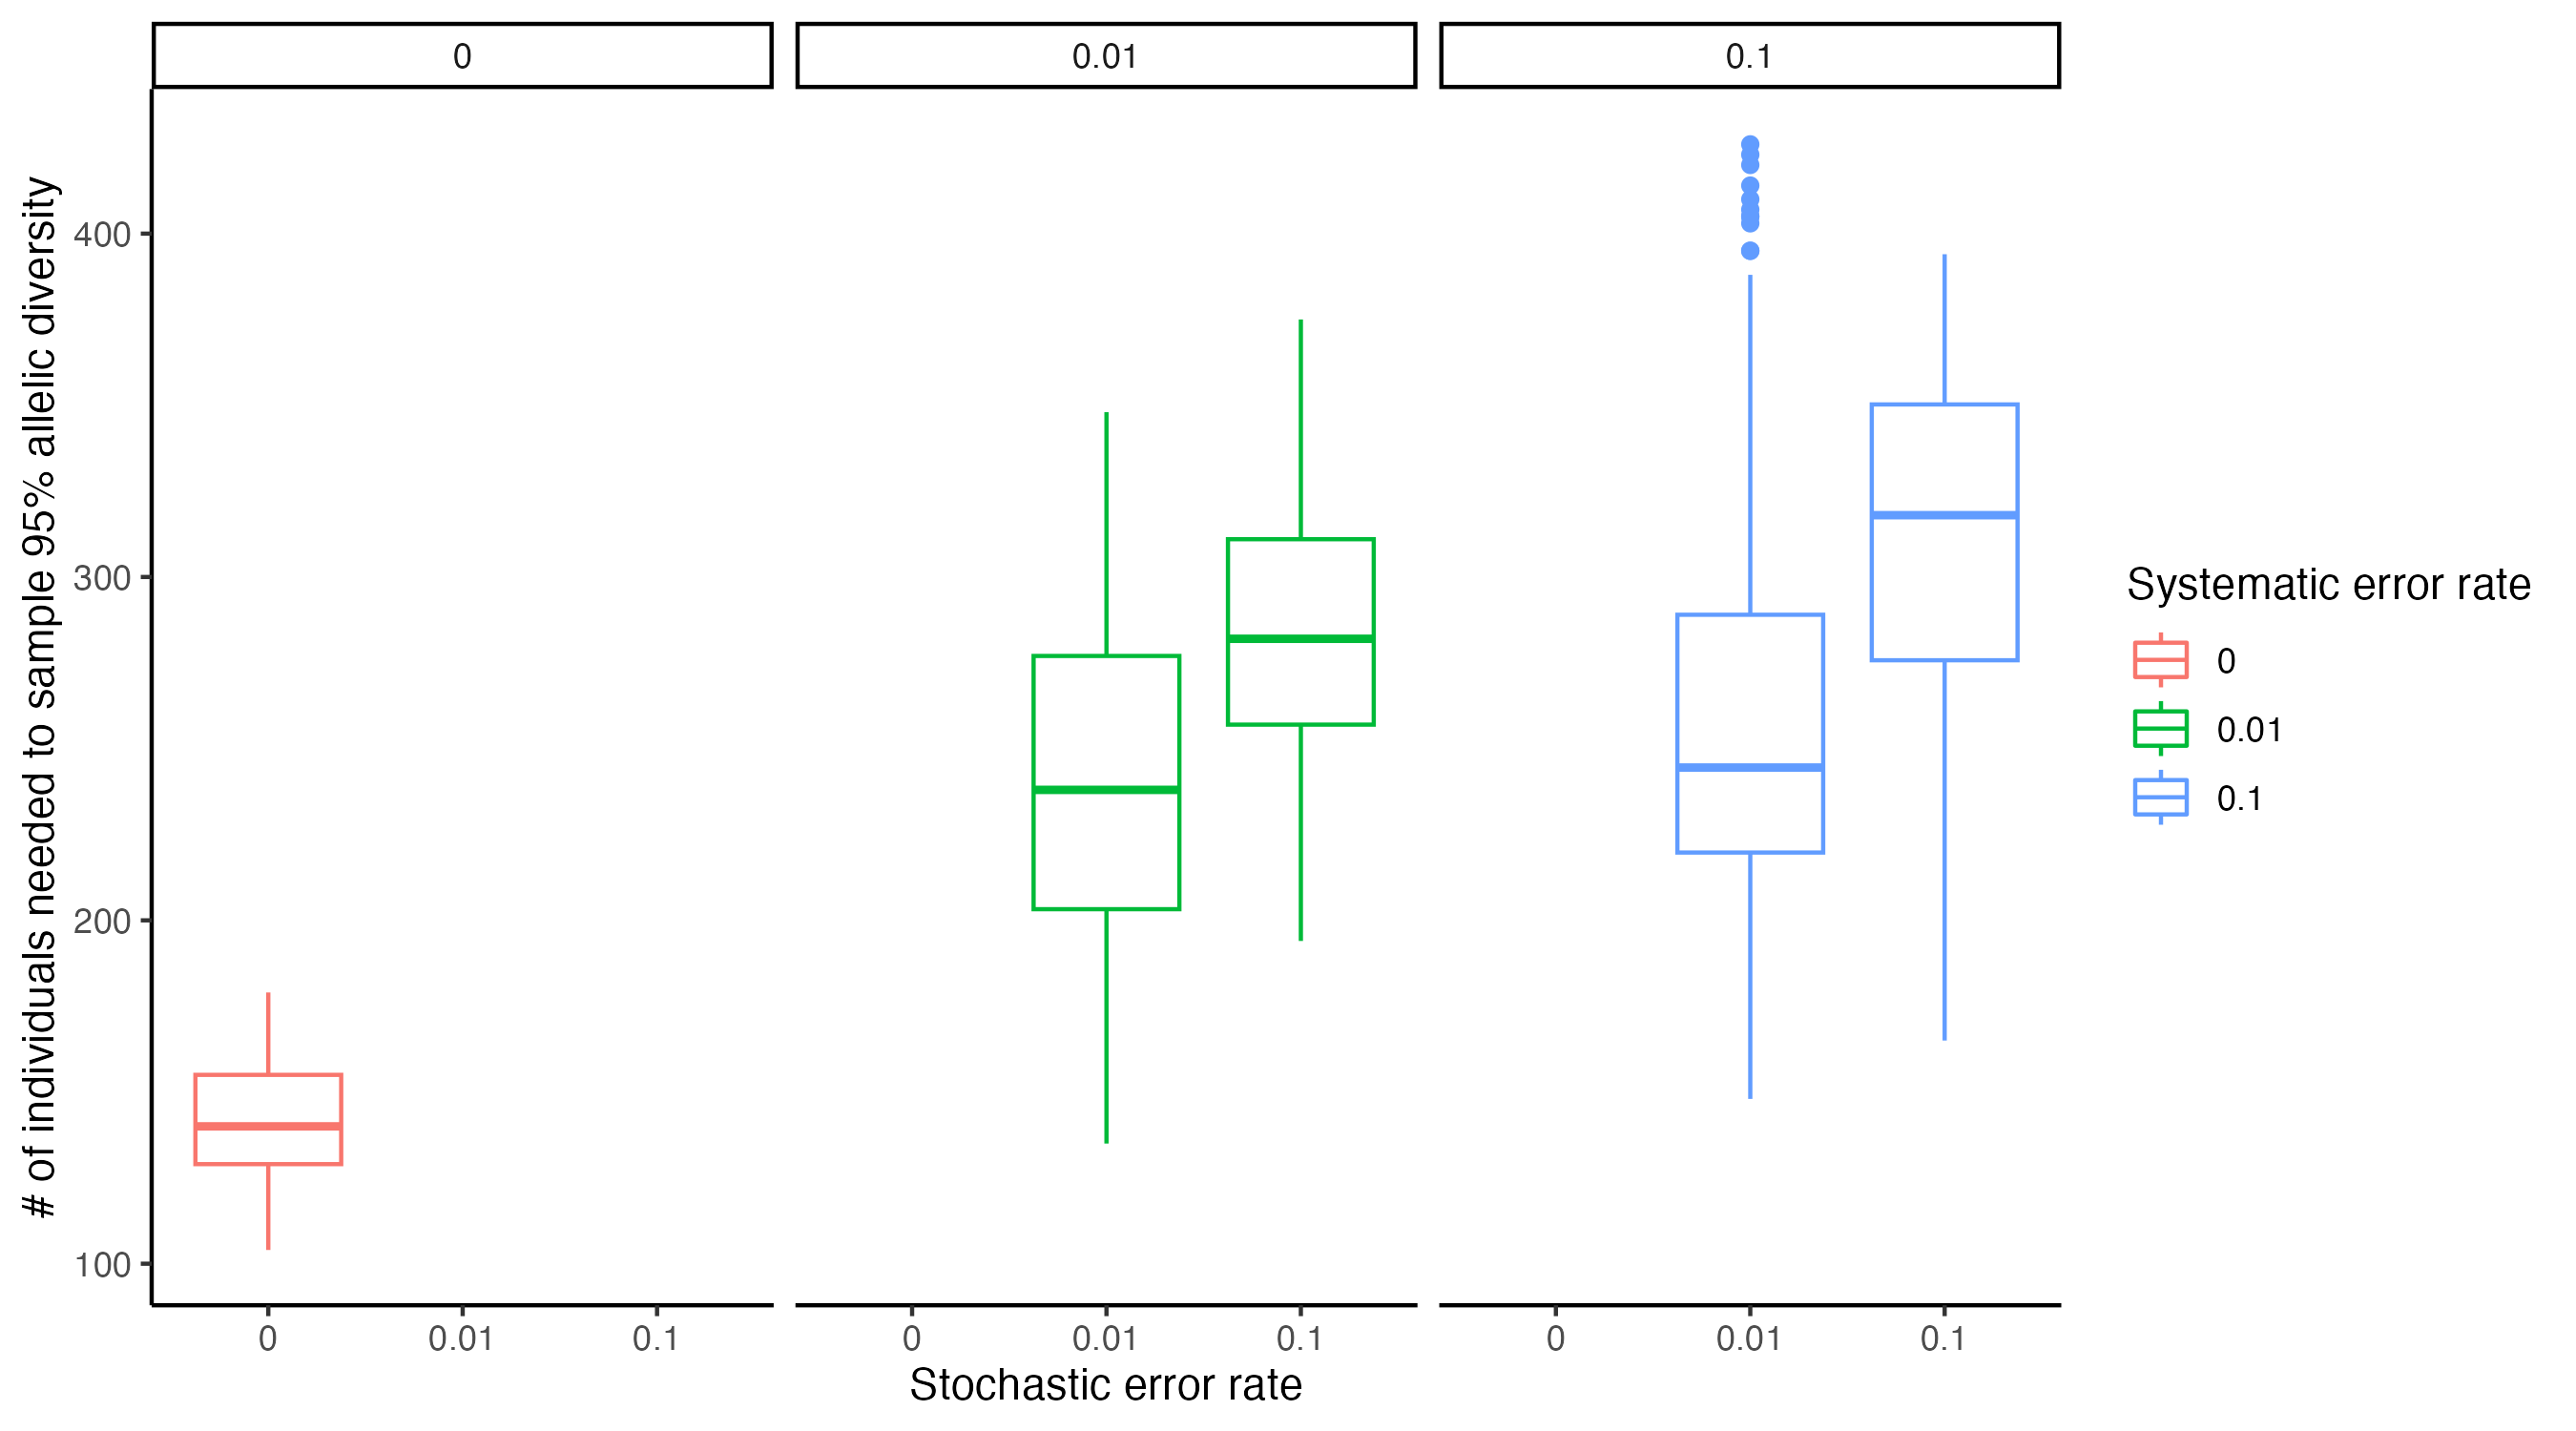 0
0.01
0.1
# of individuals needed to sample 95% allelic diversity
400
300
200
100
0 0.01 0.1
0 0.01 0.1
0 0.01 0.1
Stochastic error rate
Systematic error rate
0
0.01
0.1